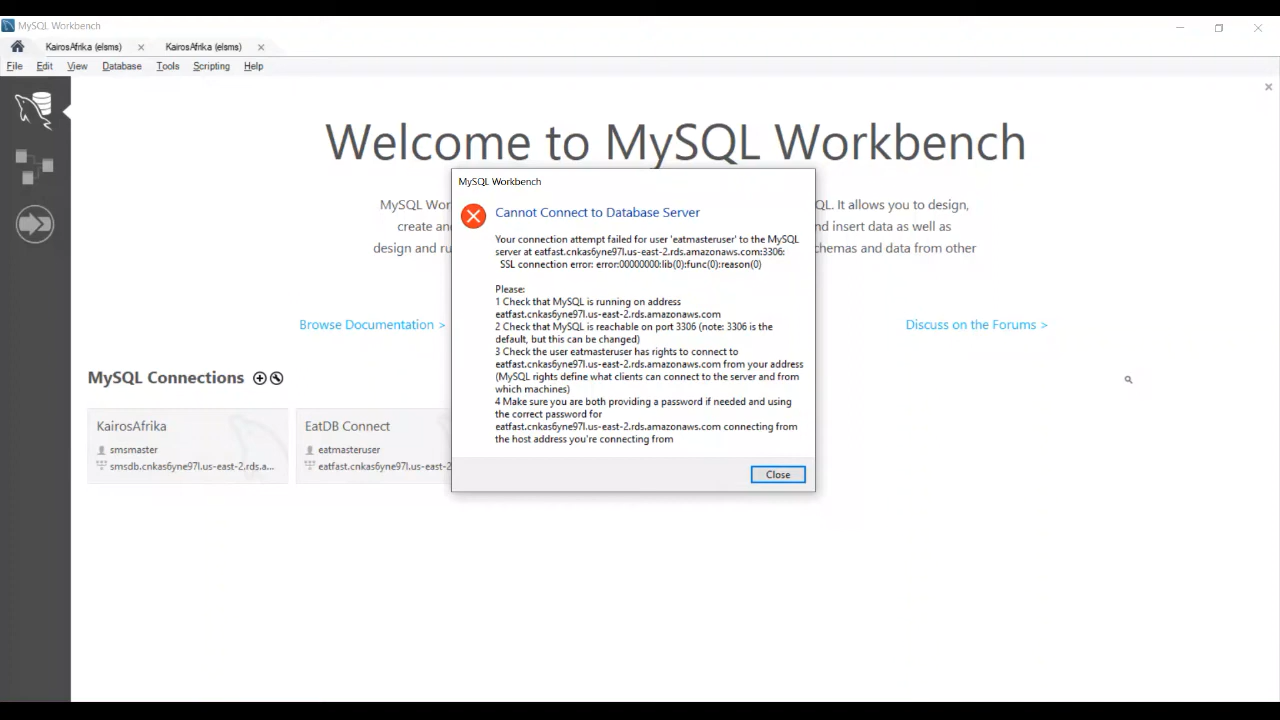 MySQL Workbench
KairosAfrika (elsms)
KairosAfrika (elsms)
File Edit View Database Tools Scripting Help
Welcome to MySQL Workbench
MySQL Wor
QL. It allows you to design,
create an
nd insert data as well as
design and ru
schemas and data from other
Browse Documentation >
Discuss on the Forums >
MySQL Workbench
Cannot Connect to Database Server
Your connection attempt failed for user 'eatmasteruser' to the MySQL
server at eatfast.cnkas6yne97l.us-east-2.rds.amazonaws.com:3306:
SSL connection error: error:00000000:lib(0):func(0):reason(0)
Please:
1 Check that MySQL is running on address
eatfast.cnkas6yne97l.us-east-2.rds.amazonaws.com
2 Check that MySQL is reachable on port 3306 (note: 3306 is the
default, but this can be changed)
3 Check the user eatmasteruser has rights to connect to
eatfast.cnkas6yne97l.us-east-2.rds.amazonaws.com from your address
(MySQL rights define what clients can connect to the server and from
which machines)
4 Make sure you are both providing a password if needed and using
the correct password for
eatfast.cnkas6yne97l.us-east-2.rds.amazonaws.com connecting from
the host address you're connecting from
Close
MySQL Connections
KairosAfrika
smsmaster
smsdb.cnkas6yne97l.us-east-2.rds.a...
EatDB Connect
eatmasteruser
eatfast.cnkas6yne97l.us-east-2